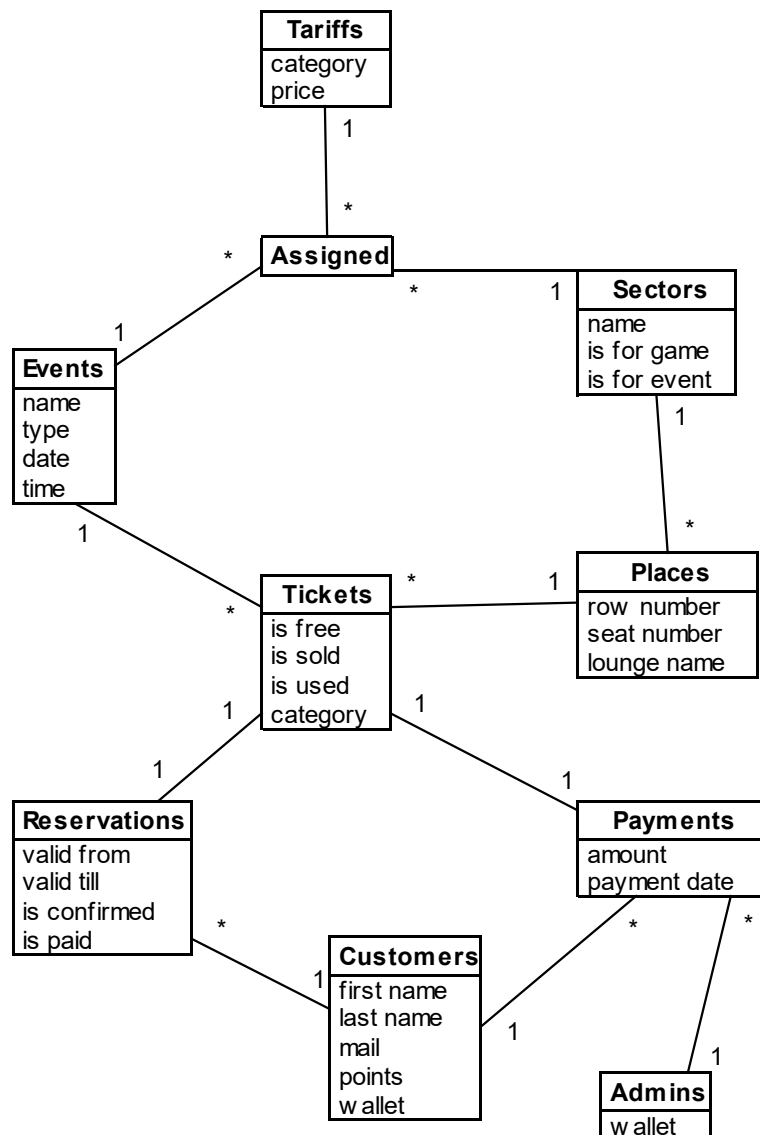 Tariffs
category
price
1
*
Assigned
*
*
1
1
Sectors
name
is for game
is for event
Events
name
type
date
time
1
*
1
*
*
1
Places
row number
seat number
lounge name
Tickets
is free
is sold
is used
category
1
1
1
1
Reservations
valid from
valid till
is confirmed
is paid
Payments
amount
payment date
*
1
*
1
*
1
Customers
first name
last name
mail
points
wallet
Admins
wallet